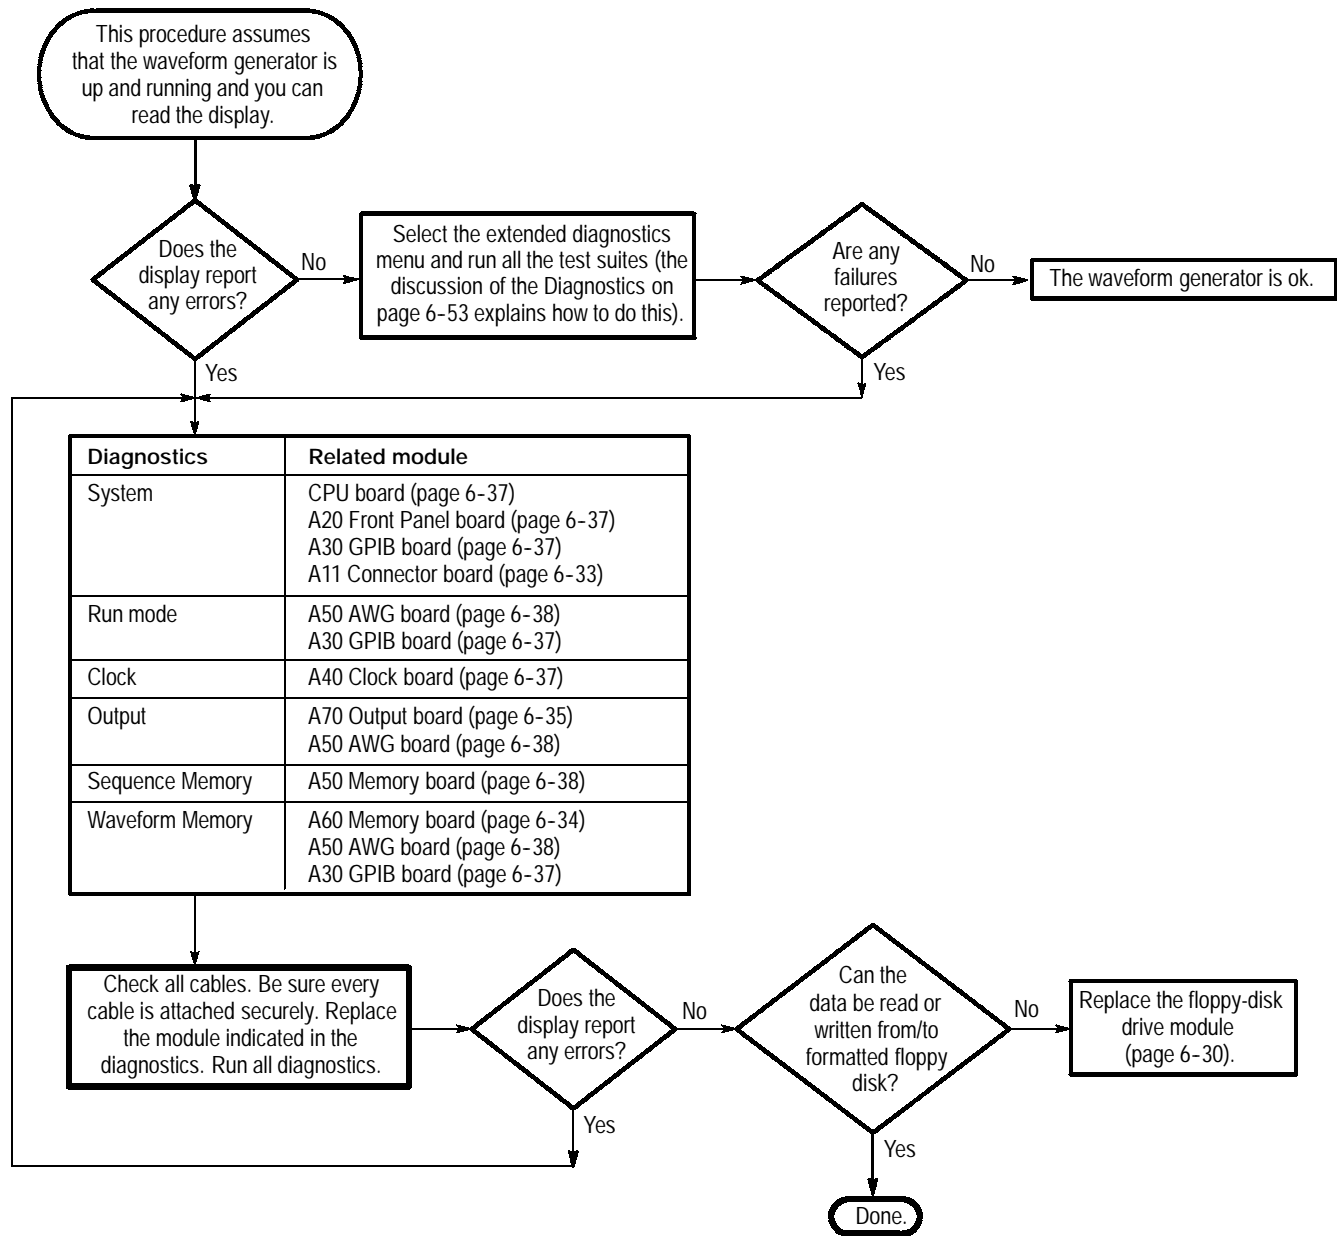 This procedure assumes
that the waveform generator is
up and running and you can
read the display.
Does the
display report
any errors?
No
Select the extended diagnostics
menu and run all the test suites (the
discussion of the Diagnostics on
page 6-53 explains how to do this).
Are any
failures
reported?
No
The waveform generator is ok.
Yes
Yes
Diagnostics
Related module
System
CPU board (page 6-37)
A20 Front Panel board (page 6-37)
A30 GPIB board (page 6-37)
A11 Connector board (page 6-33)
Run mode
A50 AWG board (page 6-38)
A30 GPIB board (page 6-37)
Clock
A40 Clock board (page 6-37)
Output
A70 Output board (page 6-35)
A50 AWG board (page 6-38)
Sequence Memory
A50 Memory board (page 6-38)
Waveform Memory
A60 Memory board (page 6-34)
A50 AWG board (page 6-38)
A30 GPIB board (page 6-37)
Check all cables. Be sure every
cable is attached securely. Replace
the module indicated in the
diagnostics. Run all diagnostics.
Does the
display report
any errors?
No
Can the
data be read or
written from/to
formatted floppy
disk?
No
Replace the floppy-disk
drive module
(page 6-30).
Yes
Yes
Done.